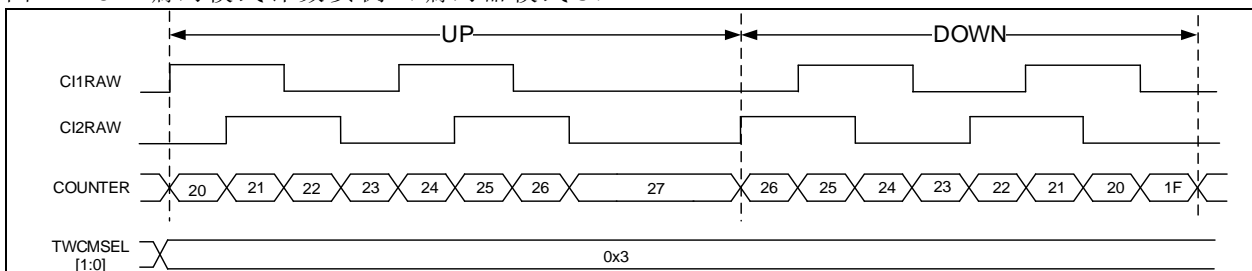 UP DOWN
CI1RAW
CI2RAW
COUNTER 20 21 22 23 24 25 26 27 26 25 24 23 22 21 20 1F
TWCMSEL
[1:0] 0x3